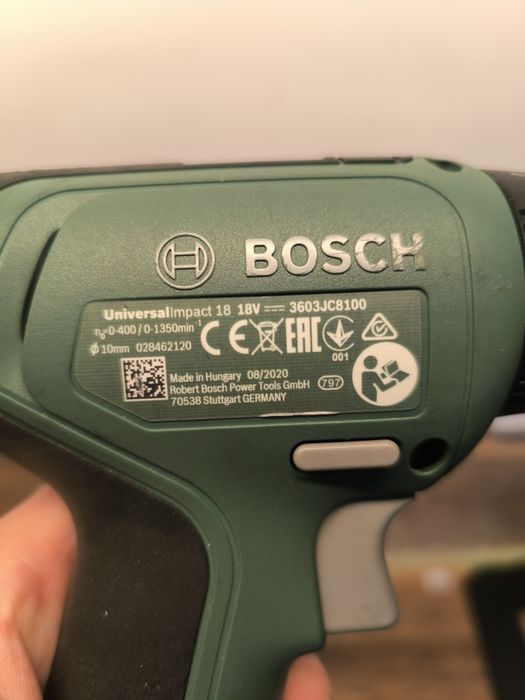 BOSCH
UniversalImpact 18 18V 3603JC8100
n₀=0-400 / 0-1350min⁻¹
⌀ 10mm 028462120
CE
EAC
001
Made in Hungary 08/2020
Robert Bosch Power Tools GmbH
70538 Stuttgart GERMANY
797